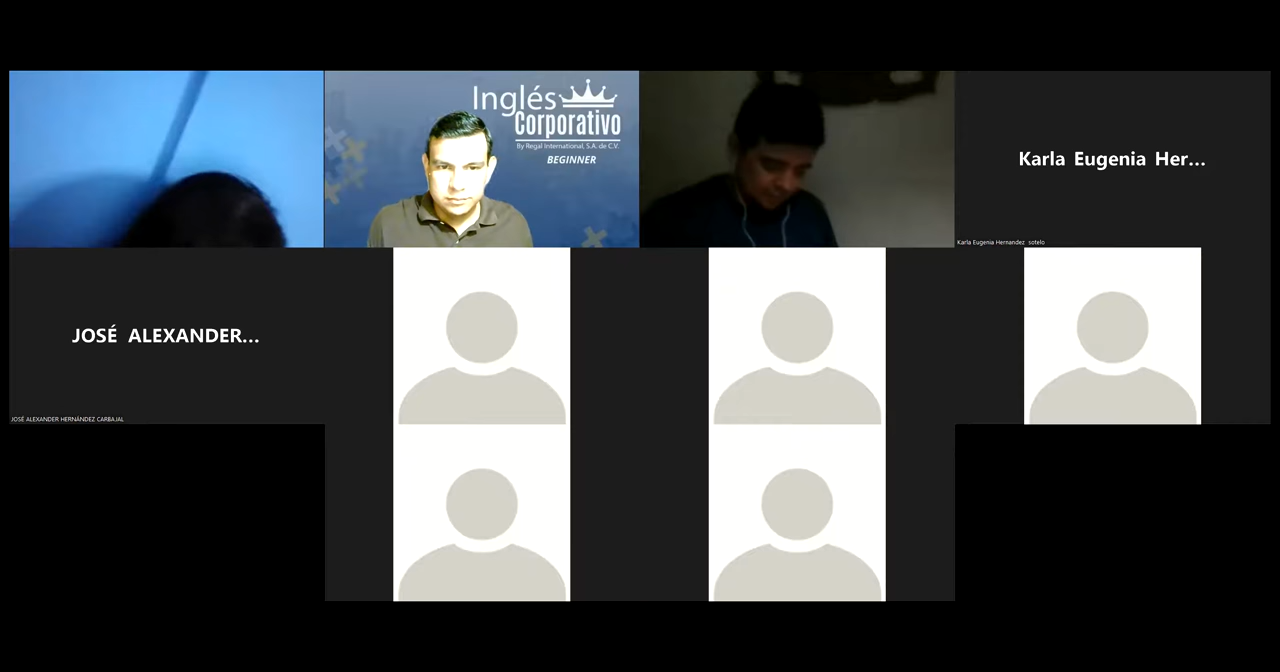 Inglés
Corporativo
By Regal International, S.A. de C.V.
BEGINNER
Karla Eugenia Her...
Karla Eugenia Hernandez sotelo
JOSÉ ALEXANDER...
JOSÉ ALEXANDER HERNÁNDEZ CARBAJAL